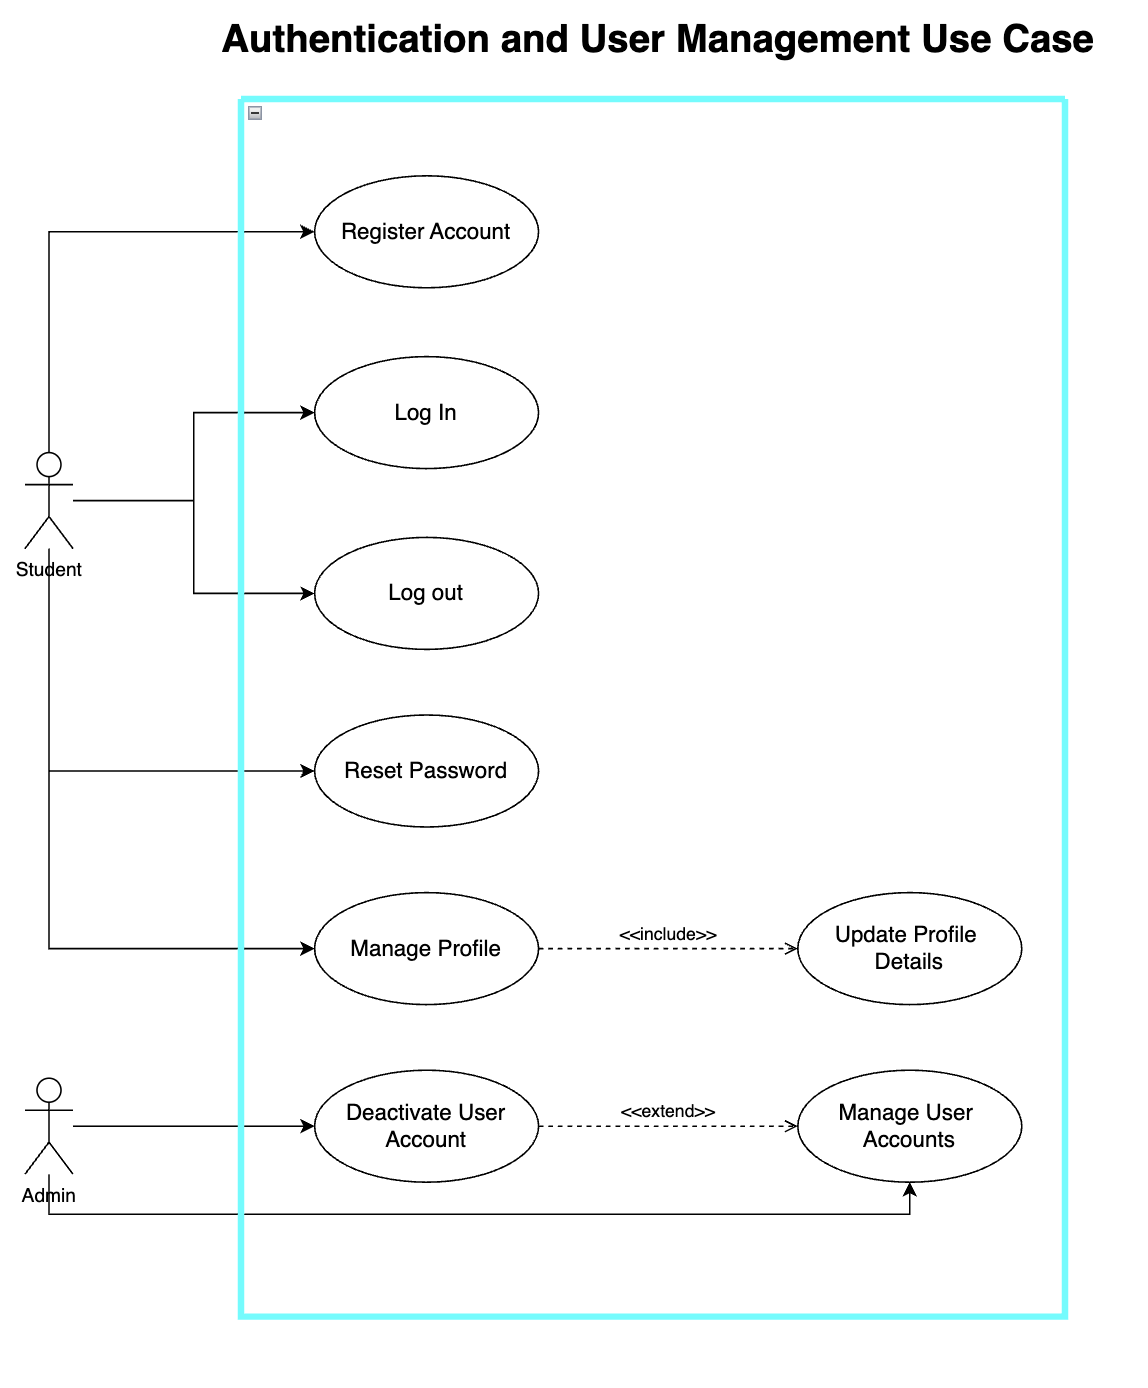 Authentication and User Management Use Case
Register Account
Log In
Student
Log out
Reset Password
Manage Profile
<<include>>
Update Profile
Details
Deactivate User
Account
<<extend>>
Manage User
Accounts
Admin